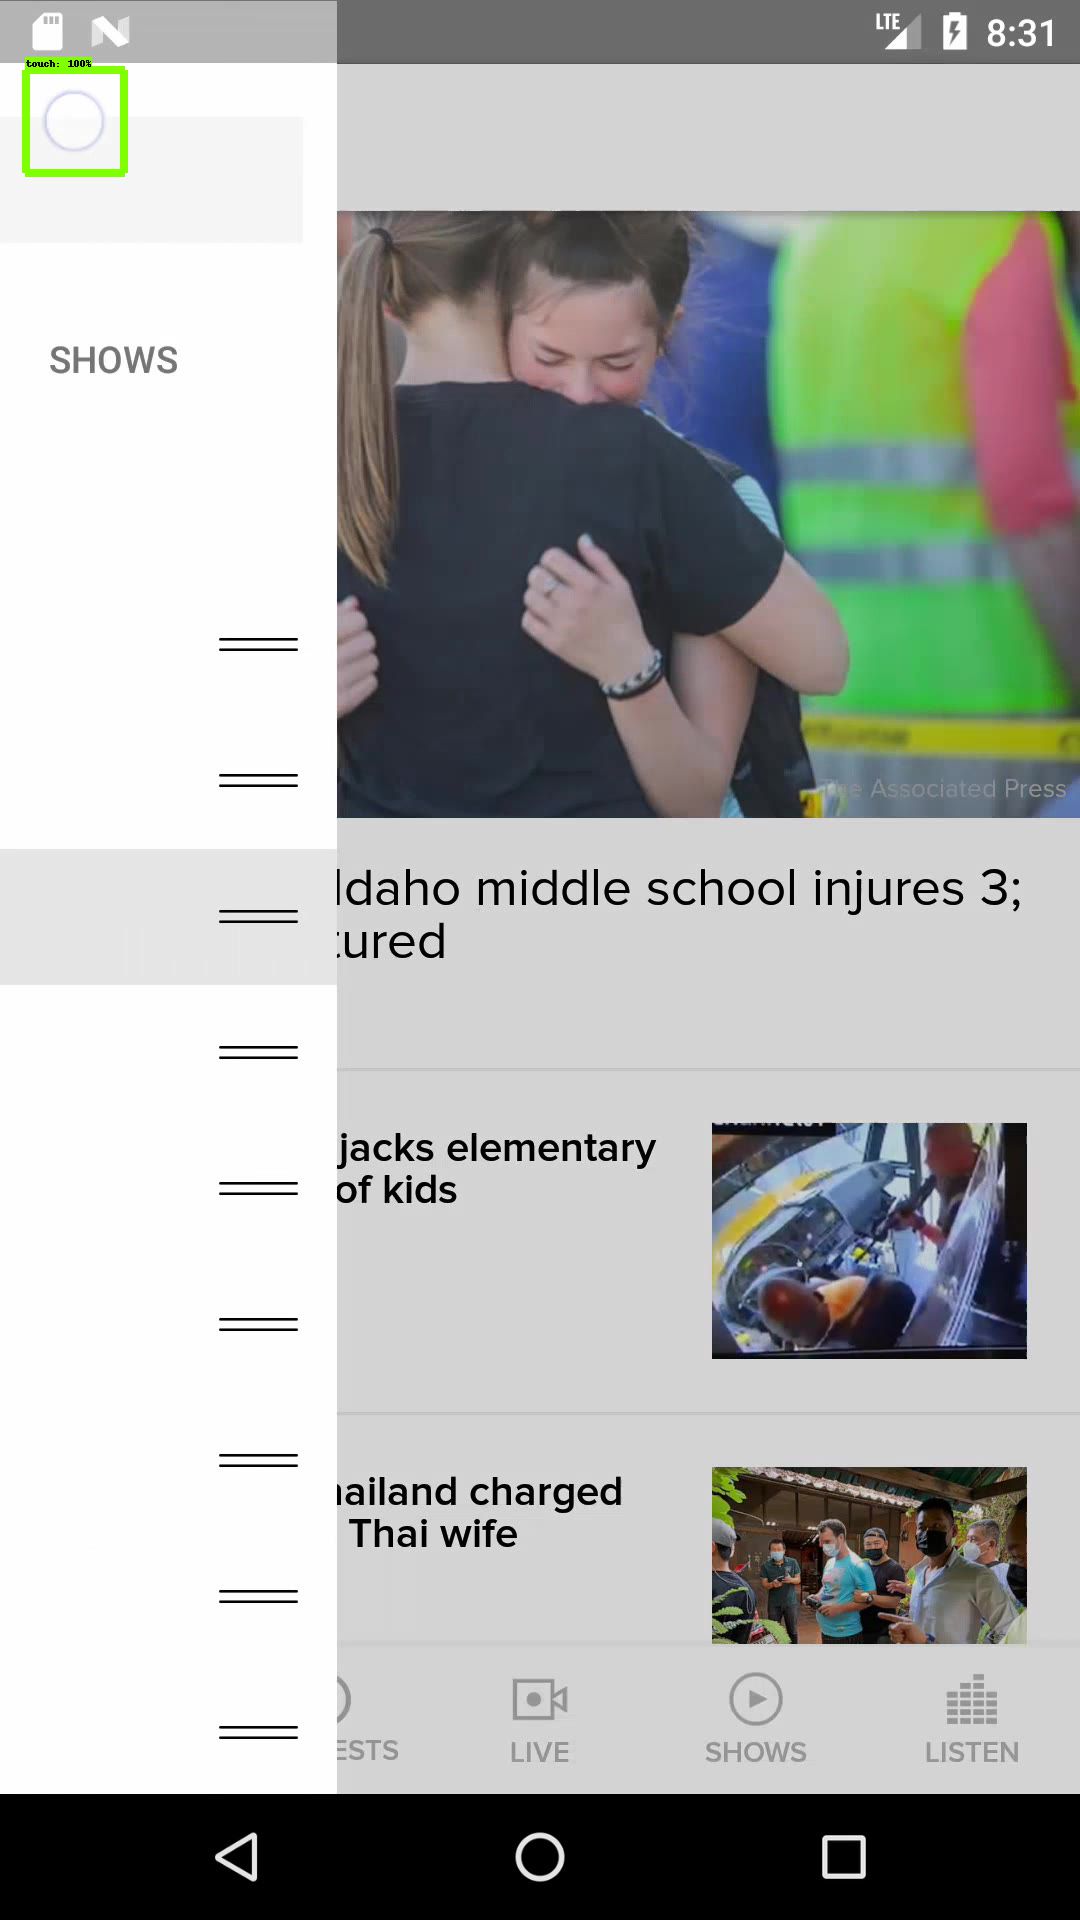 LTE
8:31
touch: 100%
SHOWS
The Associated Press
Idaho middle school injures 3;
tured
jacks elementary
of kids
hailand charged
Thai wife
ESTS
LIVE
SHOWS
LISTEN